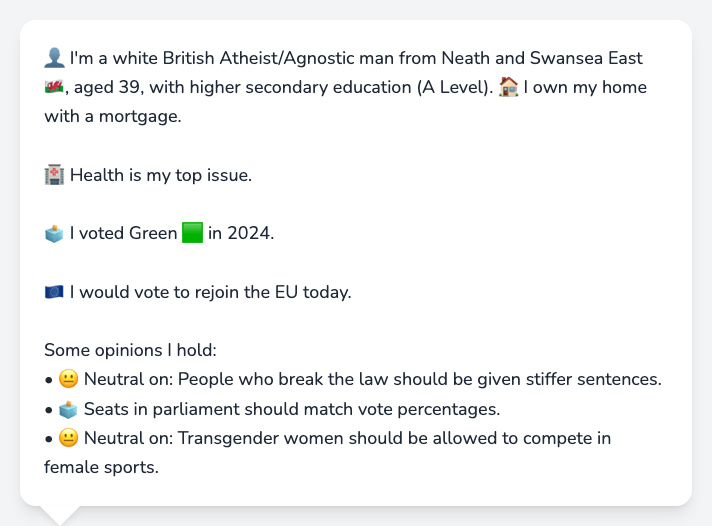 👤 I'm a white British Atheist/Agnostic man from Neath and Swansea East
🏴󠁧󠁢󠁷󠁬󠁳󠁿, aged 39, with higher secondary education (A Level). 🏠 I own my home
with a mortgage.
🏥 Health is my top issue.
🗳️ I voted Green 🟩 in 2024.
🇪🇺 I would vote to rejoin the EU today.
Some opinions I hold:
• 😐 Neutral on: People who break the law should be given stiffer sentences.
• 🗳️ Seats in parliament should match vote percentages.
• 😐 Neutral on: Transgender women should be allowed to compete in
female sports.